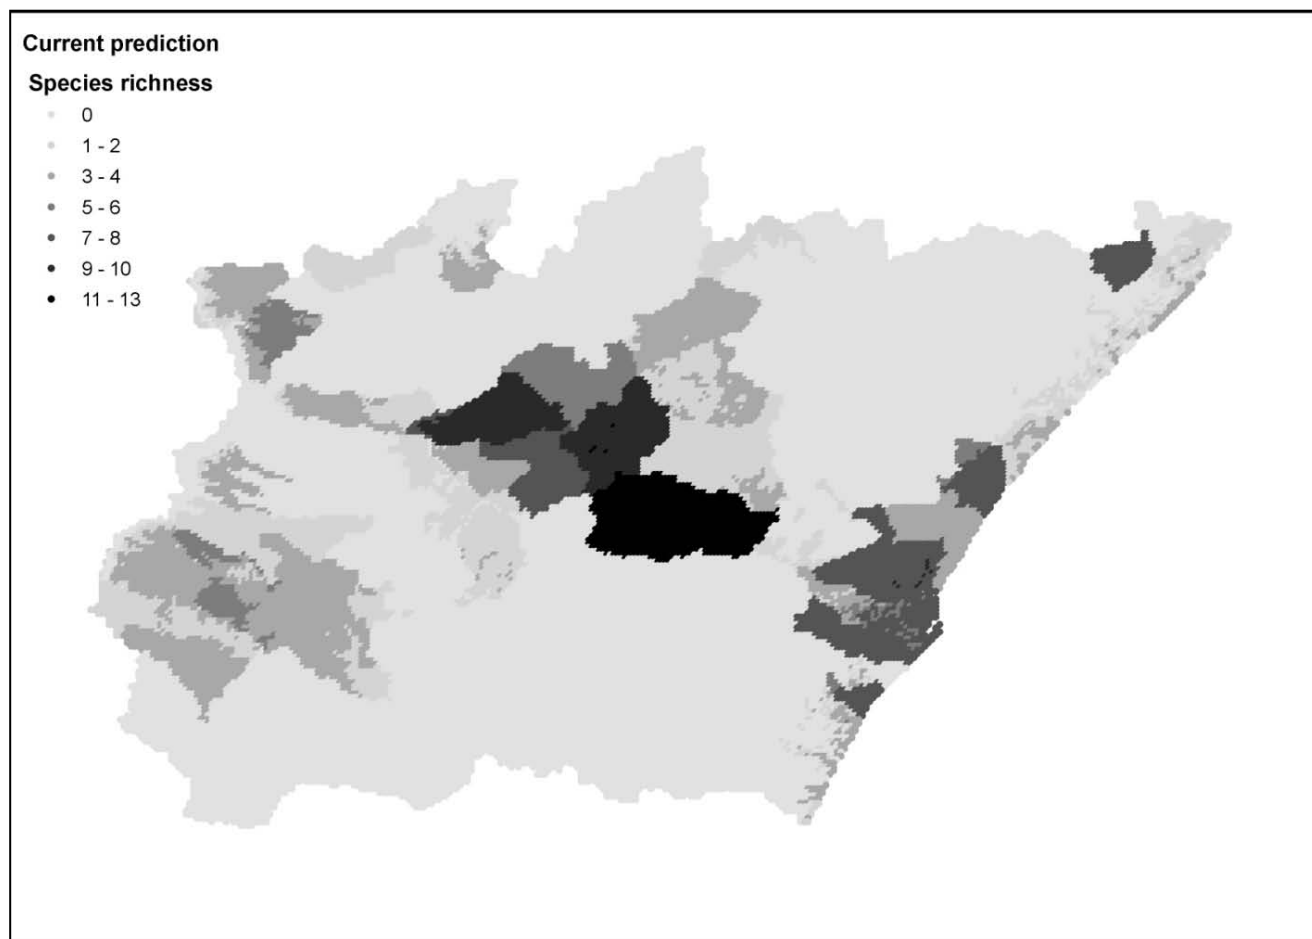 Current prediction
Species richness
0
1 - 2
3 - 4
5 - 6
7 - 8
9 - 10
11 - 13